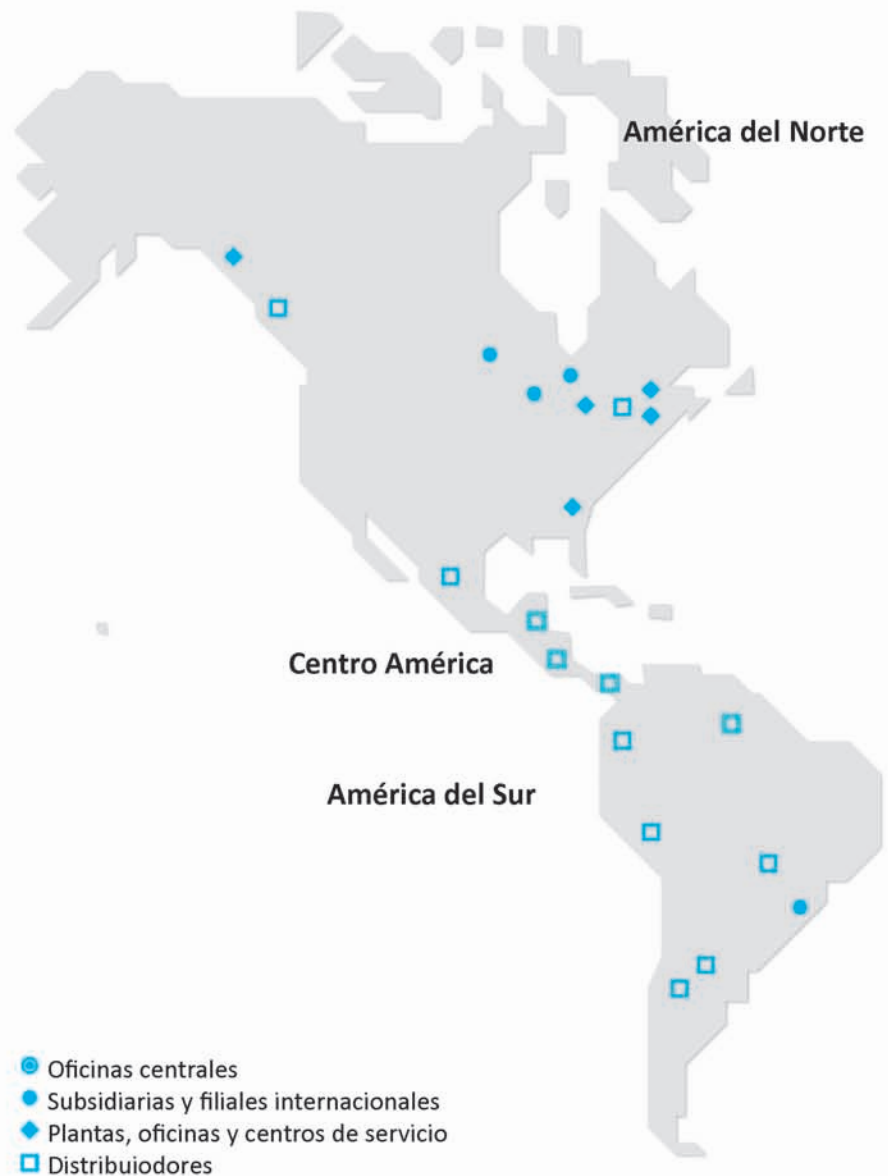 América del Norte
Centro América
América del Sur
Oficinas centrales
Subsidiarias y filiales internacionales
Plantas, oficinas y centros de servicio
Distribuiodores